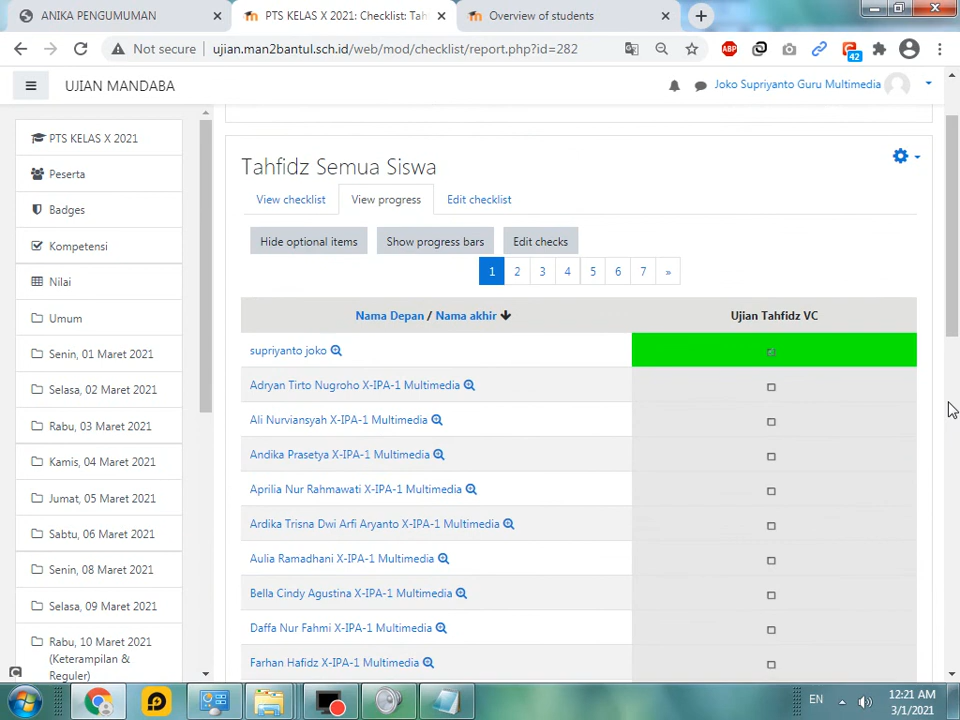 ANIKA PENGUMUMAN
PTS KELAS X 2021: Checklist: Tah
Overview of students
Not secure
ujian.man2bantul.sch.id/web/mod/checklist/report.php?id=282
ABP
42
UJIAN MANDABA
Joko Supriyanto Guru Multimedia
PTS KELAS X 2021
Peserta
Badges
Kompetensi
Nilai
Umum
Senin, 01 Maret 2021
Selasa, 02 Maret 2021
Rabu, 03 Maret 2021
Kamis, 04 Maret 2021
Jumat, 05 Maret 2021
Sabtu, 06 Maret 2021
Senin, 08 Maret 2021
Selasa, 09 Maret 2021
Rabu, 10 Maret 2021
(Keterampilan &
Reguler)
Tahfidz Semua Siswa
View checklist
View progress
Edit checklist
Hide optional items
Show progress bars
Edit checks
1 2 3 4 5 6 7 »
Nama Depan / Nama akhir
Ujian Tahfidz VC
supriyanto joko
Adryan Tirto Nugroho X-IPA-1 Multimedia
Ali Nurviansyah X-IPA-1 Multimedia
Andika Prasetya X-IPA-1 Multimedia
Aprilia Nur Rahmawati X-IPA-1 Multimedia
Ardika Trisna Dwi Arfi Aryanto X-IPA-1 Multimedia
Aulia Ramadhani X-IPA-1 Multimedia
Bella Cindy Agustina X-IPA-1 Multimedia
Daffa Nur Fahmi X-IPA-1 Multimedia
Farhan Hafidz X-IPA-1 Multimedia
EN
12:21 AM
3/1/2021